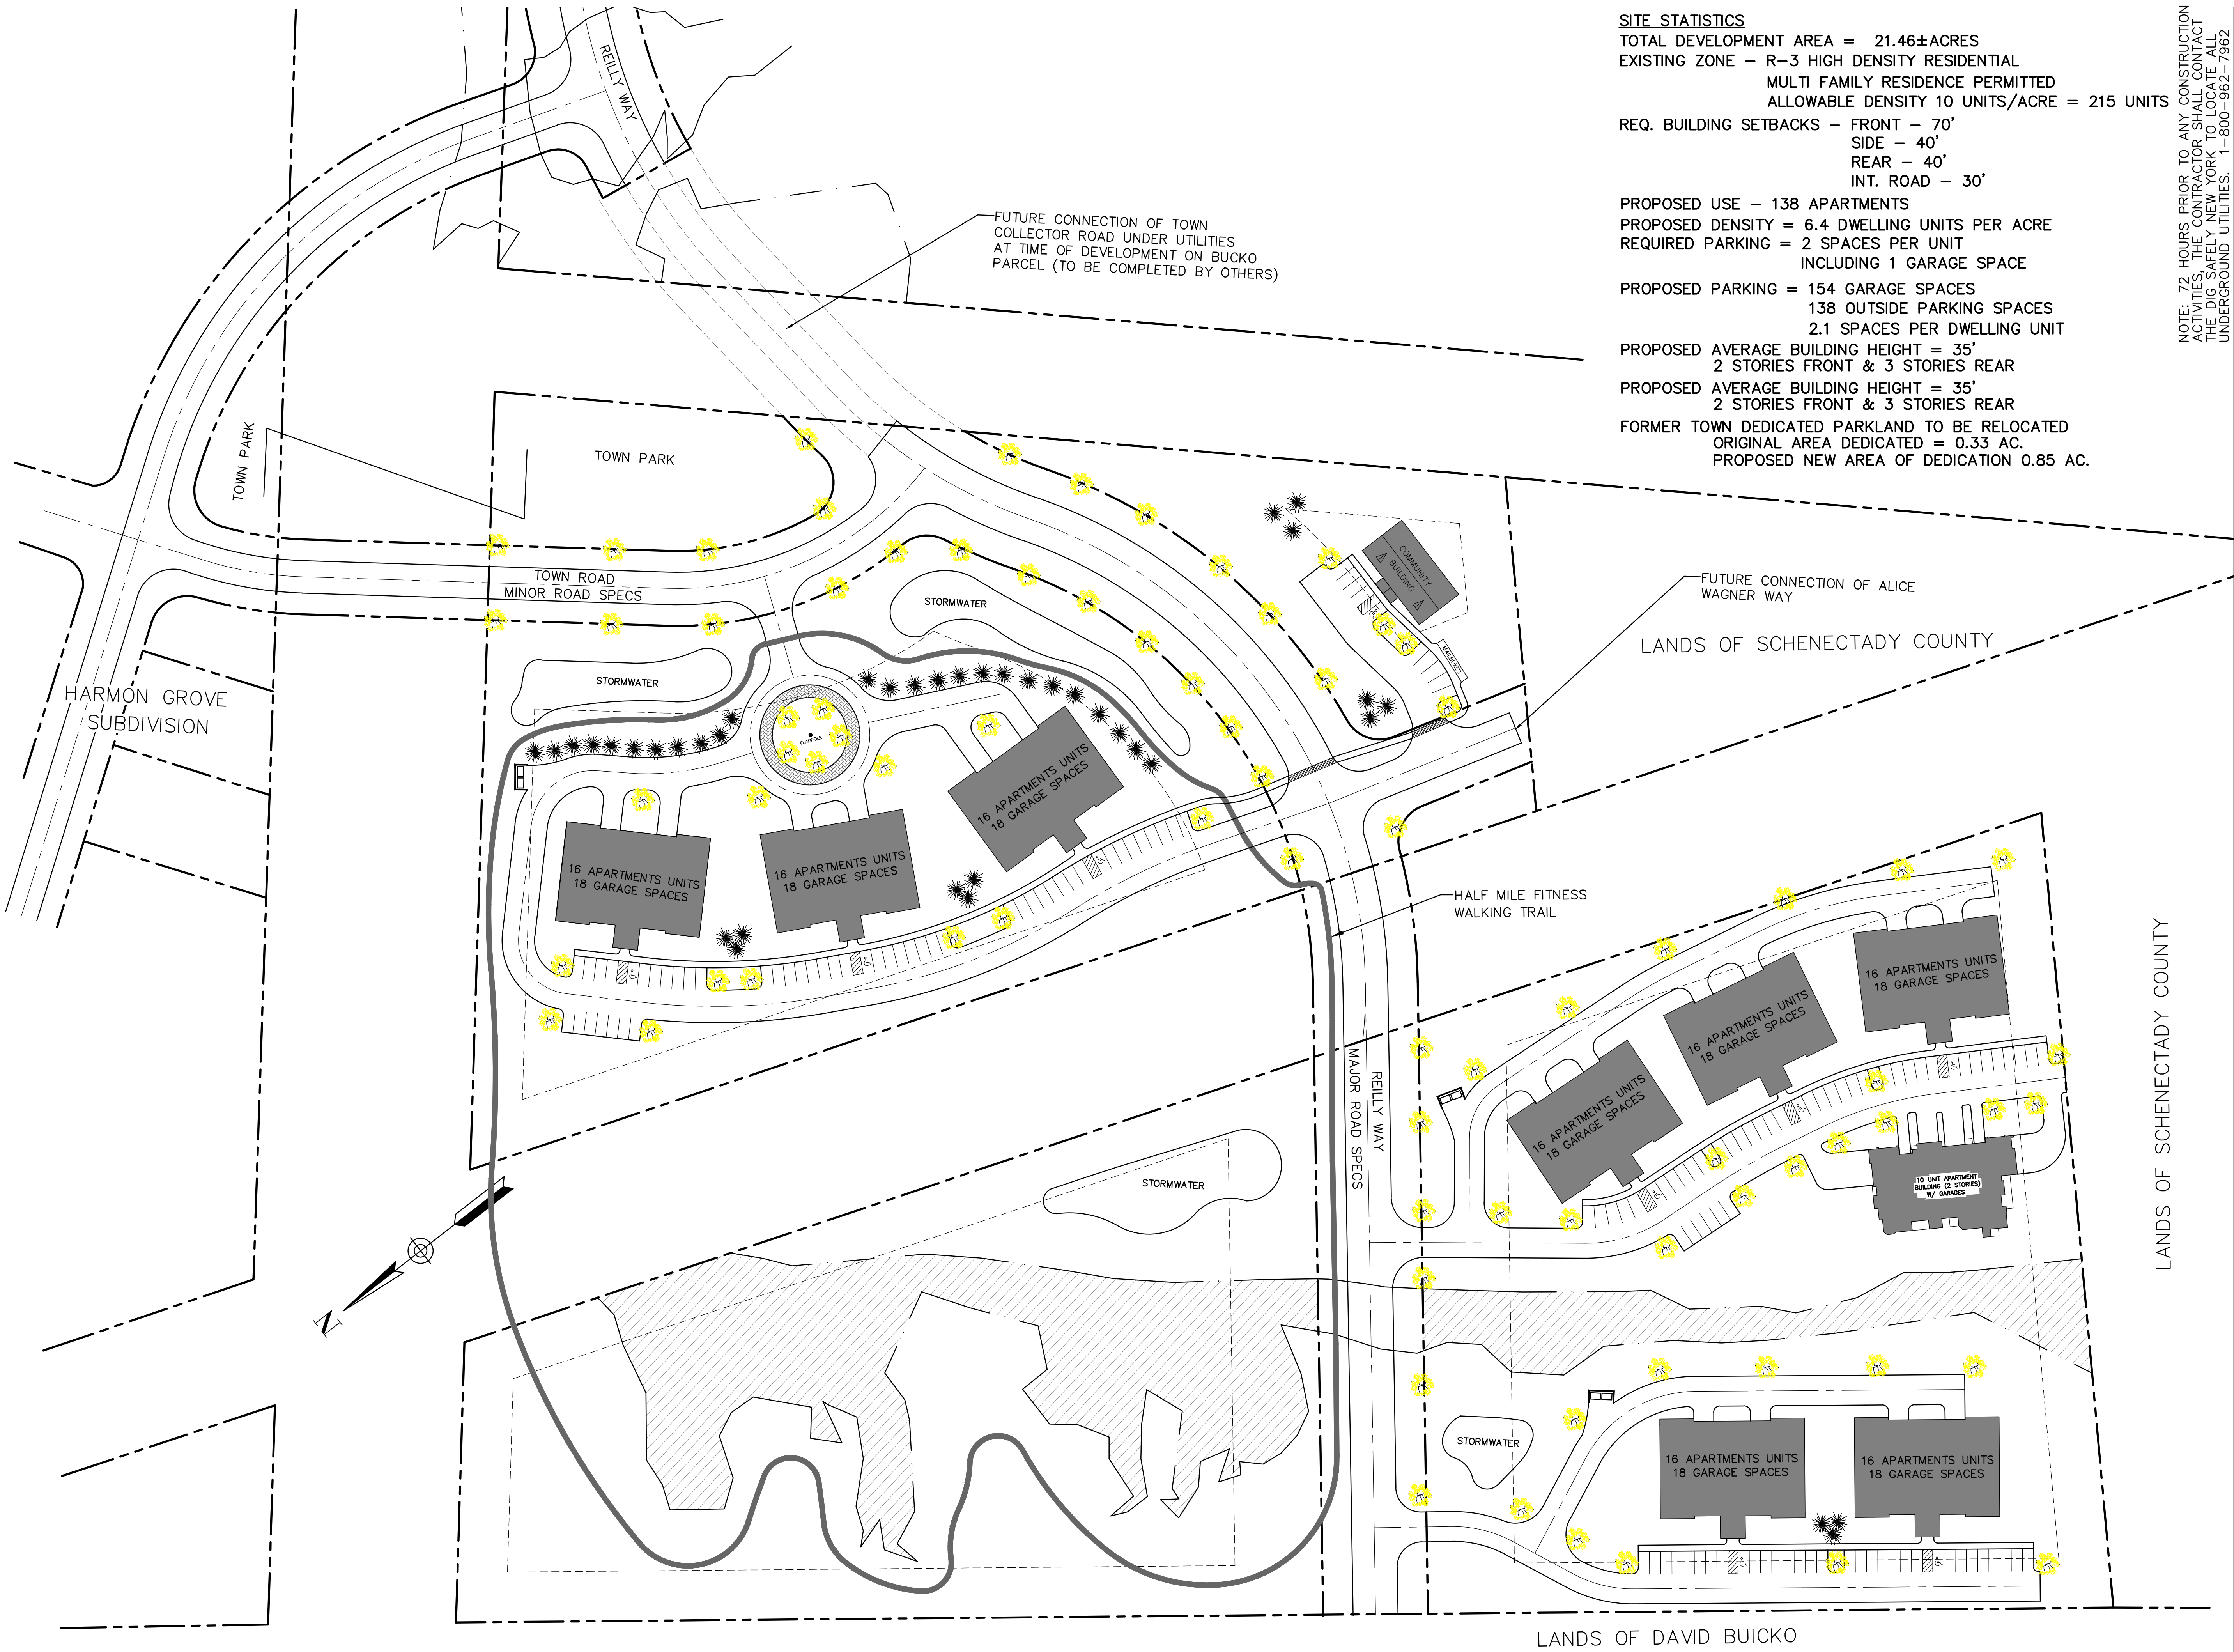 SITE STATISTICS
TOTAL DEVELOPMENT AREA = 21.46±ACRES
EXISTING ZONE – R–3 HIGH DENSITY RESIDENTIAL
MULTI FAMILY RESIDENCE PERMITTED
ALLOWABLE DENSITY 10 UNITS/ACRE = 215 UNITS
REQ. BUILDING SETBACKS – FRONT – 70'
SIDE – 40'
REAR – 40'
INT. ROAD – 30'
PROPOSED USE – 138 APARTMENTS
PROPOSED DENSITY = 6.4 DWELLING UNITS PER ACRE
REQUIRED PARKING = 2 SPACES PER UNIT
INCLUDING 1 GARAGE SPACE
PROPOSED PARKING = 154 GARAGE SPACES
138 OUTSIDE PARKING SPACES
2.1 SPACES PER DWELLING UNIT
PROPOSED AVERAGE BUILDING HEIGHT = 35'
2 STORIES FRONT & 3 STORIES REAR
PROPOSED AVERAGE BUILDING HEIGHT = 35'
2 STORIES FRONT & 3 STORIES REAR
FORMER TOWN DEDICATED PARKLAND TO BE RELOCATED
ORIGINAL AREA DEDICATED = 0.33 AC.
PROPOSED NEW AREA OF DEDICATION 0.85 AC.
NOTE: 72 HOURS PRIOR TO ANY CONSTRUCTION
ACTIVITIES, THE CONTRACTOR SHALL CONTACT
THE DIG SAFELY NEW YORK TO LOCATE ALL
UNDERGROUND UTILITIES. 1–800–962–7962
REILLY WAY
FUTURE CONNECTION OF TOWN
COLLECTOR ROAD UNDER UTILITIES
AT TIME OF DEVELOPMENT ON BUCKO
PARCEL (TO BE COMPLETED BY OTHERS)
TOWN PARK
TOWN PARK
TOWN ROAD
MINOR ROAD SPECS
COMMUNITY
BUILDING
MAILBOXES
FUTURE CONNECTION OF ALICE
WAGNER WAY
LANDS OF SCHENECTADY COUNTY
STORMWATER
STORMWATER
HARMON GROVE
SUBDIVISION
FLAGPOLE
16 APARTMENTS UNITS
18 GARAGE SPACES
16 APARTMENTS UNITS
18 GARAGE SPACES
16 APARTMENTS UNITS
18 GARAGE SPACES
HALF MILE FITNESS
WALKING TRAIL
LANDS OF SCHENECTADY COUNTY
16 APARTMENTS UNITS
18 GARAGE SPACES
16 APARTMENTS UNITS
18 GARAGE SPACES
16 APARTMENTS UNITS
18 GARAGE SPACES
REILLY WAY
MAJOR ROAD SPECS
10 UNIT APARTMENT
BUILDING (2 STORIES)
W/ GARAGES
STORMWATER
N
STORMWATER
16 APARTMENTS UNITS
18 GARAGE SPACES
16 APARTMENTS UNITS
18 GARAGE SPACES
LANDS OF DAVID BUICKO